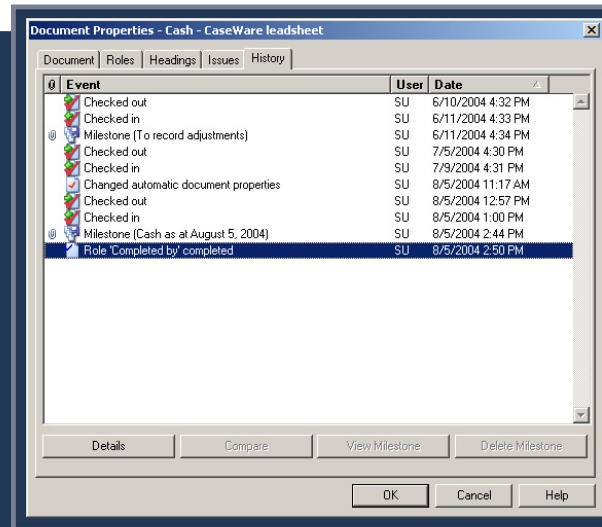 Document Properties - Cash - CaseWare leadsheet
Document Roles Headings Issues History
Event User Date
Checked out SU 6/10/2004 4:32 PM
Checked in SU 6/11/2004 4:33 PM
Milestone (To record adjustments) SU 6/11/2004 4:34 PM
Checked out SU 7/5/2004 4:30 PM
Checked in SU 7/9/2004 4:31 PM
Changed automatic document properties SU 8/5/2004 11:17 AM
Checked out SU 8/5/2004 12:57 PM
Checked in SU 8/5/2004 1:00 PM
Milestone (Cash as at August 5, 2004) SU 8/5/2004 2:44 PM
Role 'Completed by' completed SU 8/5/2004 2:50 PM
Details Compare View Milestone Delete Milestone
OK Cancel Help